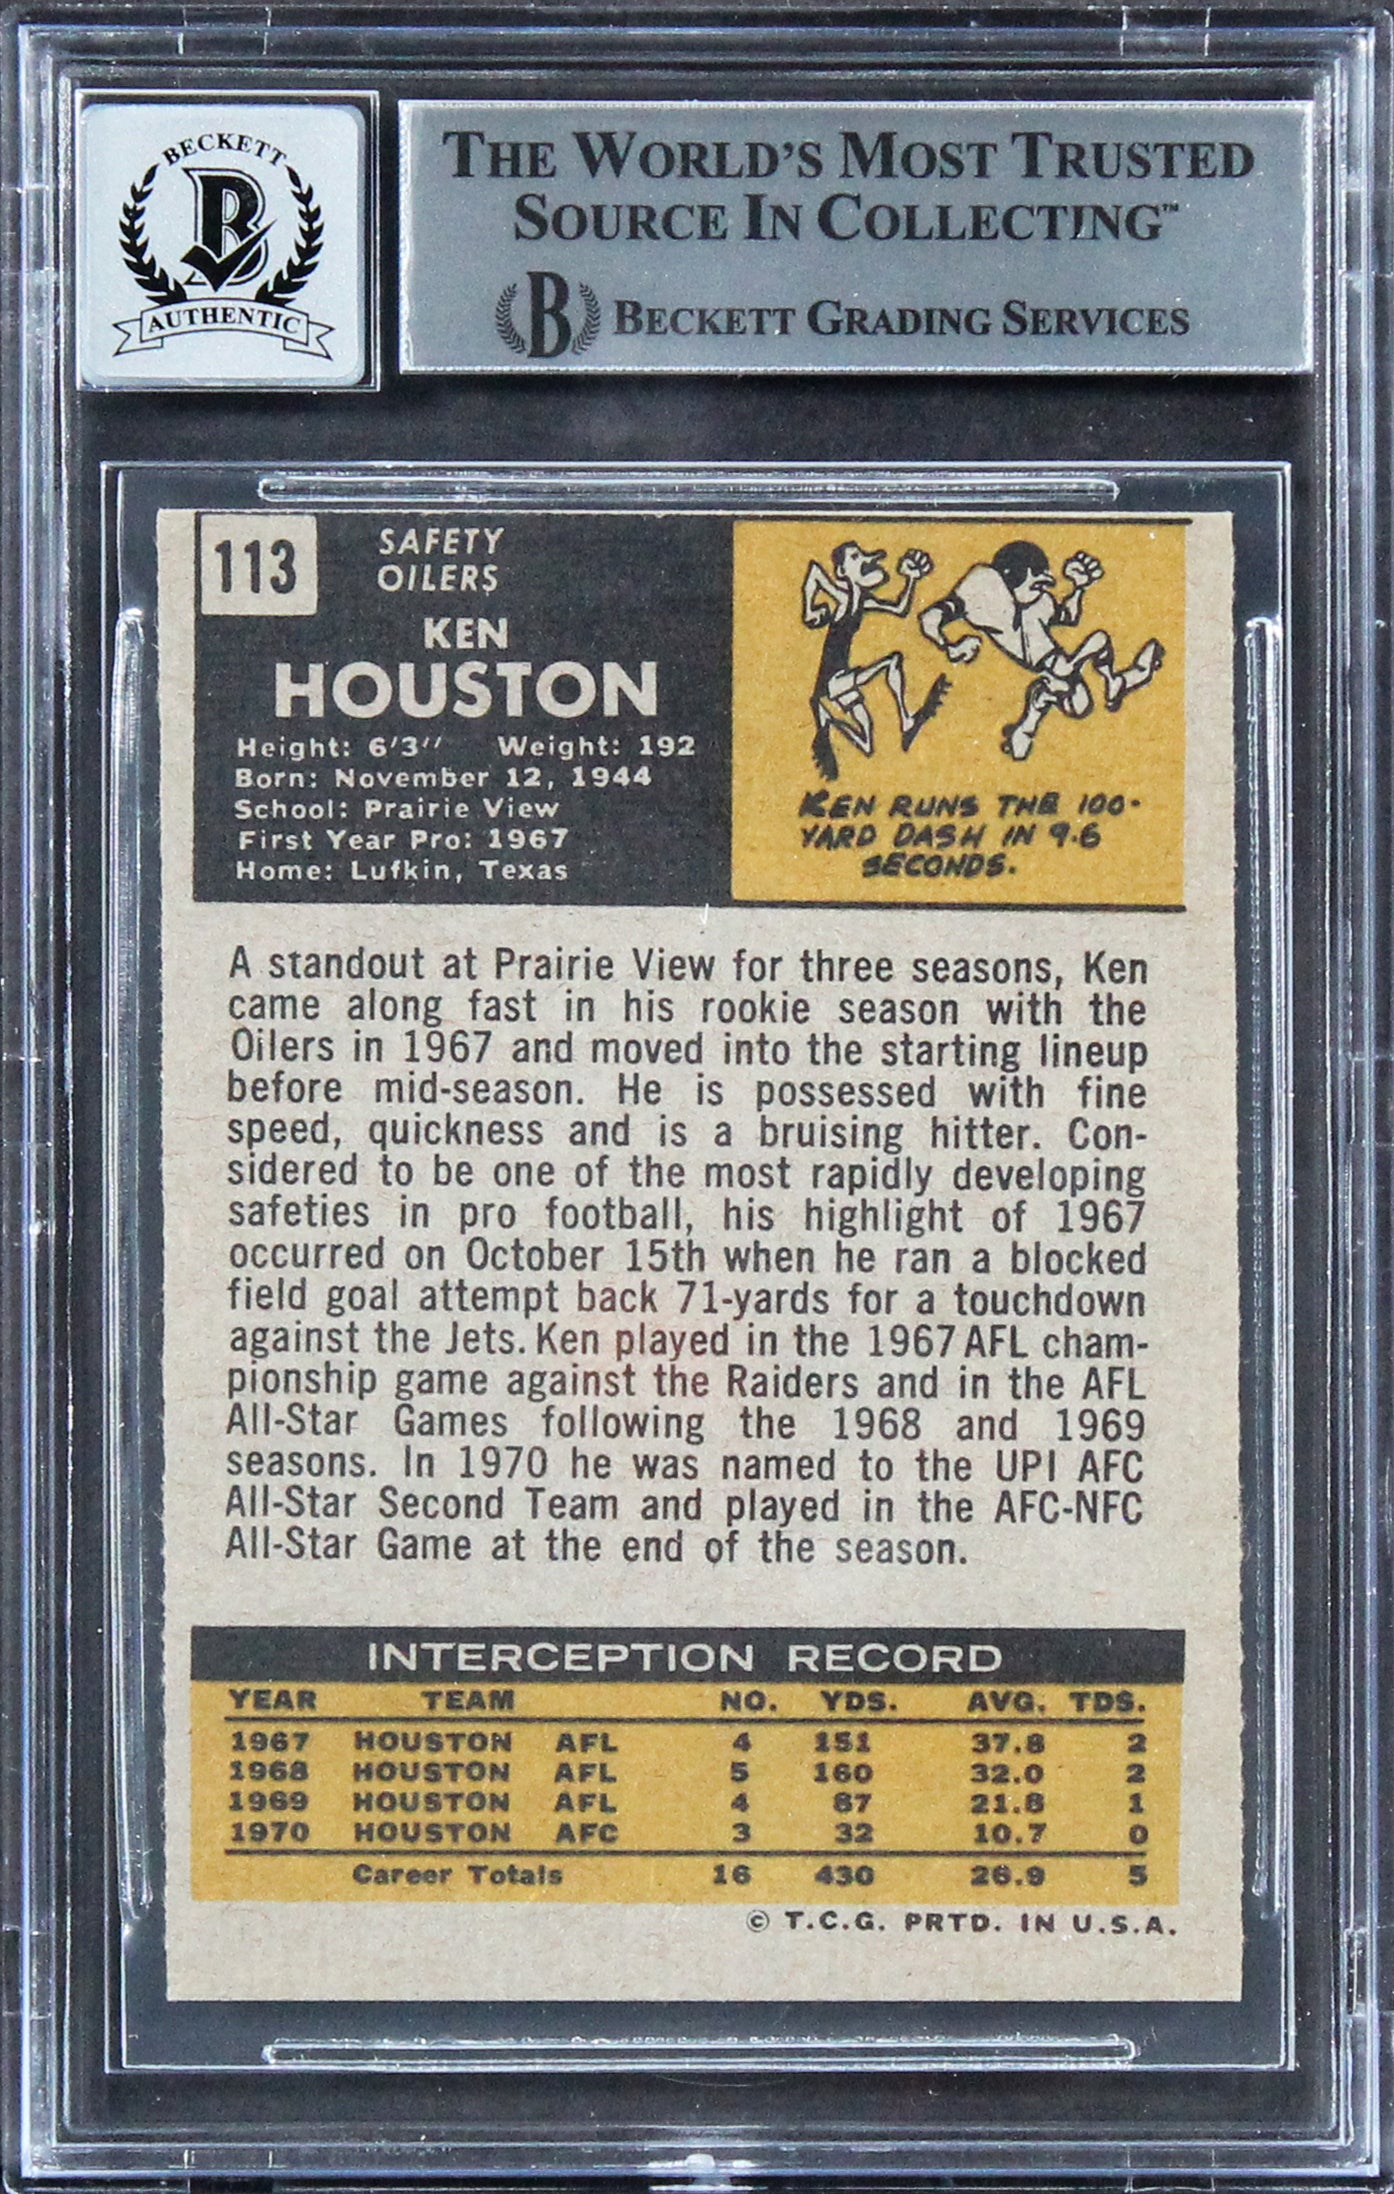 BECKETT
B
AUTHENTIC
THE WORLD'S MOST TRUSTED
SOURCE IN COLLECTING™
B BECKETT GRADING SERVICES
113
SAFETY
OILERS
KEN
HOUSTON
Height: 6'3'' Weight: 192
Born: November 12, 1944
School: Prairie View
First Year Pro: 1967
Home: Lufkin, Texas
KEN RUNS THE 100-
YARD DASH IN 9.6
SECONDS.
A standout at Prairie View for three seasons, Ken
came along fast in his rookie season with the
Oilers in 1967 and moved into the starting lineup
before mid-season. He is possessed with fine
speed, quickness and is a bruising hitter. Con-
sidered to be one of the most rapidly developing
safeties in pro football, his highlight of 1967
occurred on October 15th when he ran a blocked
field goal attempt back 71-yards for a touchdown
against the Jets. Ken played in the 1967 AFL cham-
pionship game against the Raiders and in the AFL
All-Star Games following the 1968 and 1969
seasons. In 1970 he was named to the UPI AFC
All-Star Second Team and played in the AFC-NFC
All-Star Game at the end of the season.
INTERCEPTION RECORD
YEAR TEAM NO. YDS. AVG. TDS.
1967 HOUSTON AFL 4 151 37.8 2
1968 HOUSTON AFL 5 160 32.0 2
1969 HOUSTON AFL 4 87 21.8 1
1970 HOUSTON AFC 3 32 10.7 0
Career Totals 16 430 26.9 5
© T.C.G. PRTD. IN U.S.A.